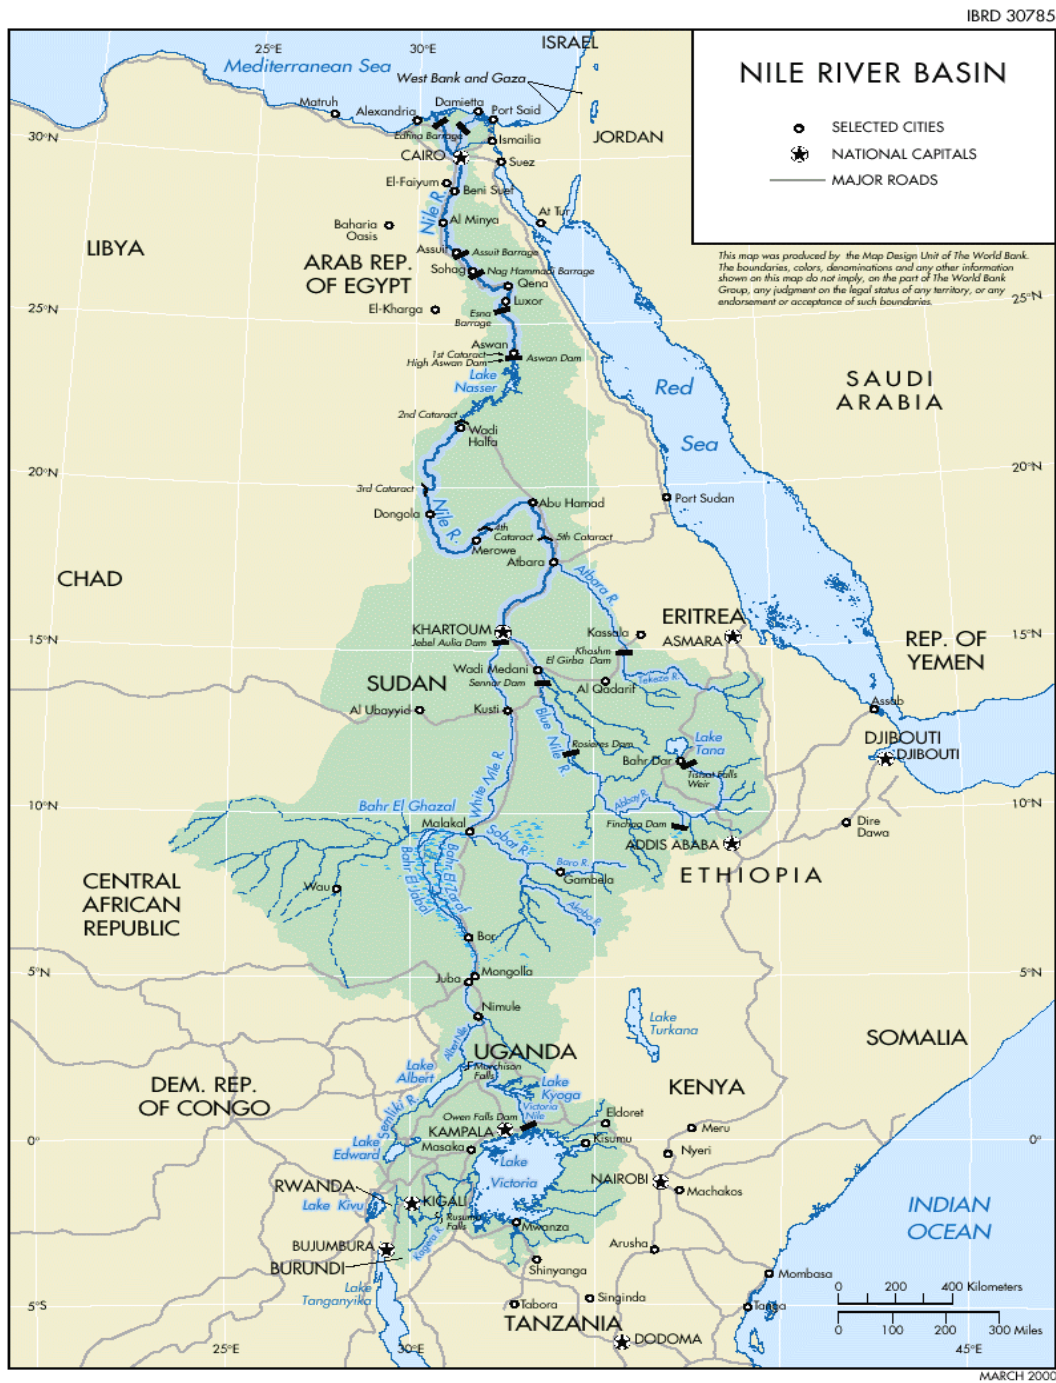 IBRD 30785
NILE RIVER BASIN
SELECTED CITIES
NATIONAL CAPITALS
MAJOR ROADS
This map was produced by the Map Design Unit of The World Bank.
The boundaries, colors, denominations and any other information
shown on this map do not imply, on the part of The World Bank
Group, any judgment on the legal status of any territory, or any
endorsement or acceptance of such boundaries.
25°E
30°E
ISRAEL
Mediterranean Sea
West Bank and Gaza
Matruh
Alexandria
Damietta
Port Said
30°N
Edfina Barrage
Ismailia
JORDAN
CAIRO
Suez
El-Faiyum
Beni Suef
Nile R.
Al Minya
At Tur
Baharia
Oasis
LIBYA
Assuit
Assuit Barrage
ARAB REP.
OF EGYPT
Sohag
Nag Hammadi Barrage
Qena
25°N
25°N
El-Kharga
Luxor
Esna
Barrage
Aswan
1st Cataract
High Aswan Dam
Aswan Dam
Lake
Nasser
Red
Sea
SAUDI
ARABIA
2nd Cataract
Wadi
Halfa
20°N
20°N
3rd Cataract
Nile R.
Dongola
Abu Hamad
Port Sudan
4th
Cataract
5th Cataract
Merowe
Atbara
Atbara R.
CHAD
ERITREA
KHARTOUM
Kassala
ASMARA
15°N
15°N
REP. OF
YEMEN
Jebel Aulia Dam
Khashm
El Girba Dam
Wadi Medani
Sennar Dam
Tekeze R.
SUDAN
Al Qadarif
Al Ubayyid
Kusti
Assab
Blue Nile R.
Rosieres Dam
Lake
Tana
DJIBOUTI
DJIBOUTI
Bahr Dar
Tissisat Falls
Weir
White Nile R.
Abbay R.
10°N
10°N
Bahr El Ghazal
Malakal
Sobat R.
Finchaa Dam
Dire
Dawa
ADDIS ABABA
Bahr El Jabal
Bahr El Zaraf
Baro R.
Gambela
ETHIOPIA
CENTRAL
AFRICAN
REPUBLIC
Wau
Akobo R.
Bor
5°N
5°N
Mongolla
Juba
Nimule
Lake
Turkana
Albert Nile
UGANDA
SOMALIA
Murchison
Falls
Lake
Albert
Lake
Kyoga
KENYA
DEM. REP.
OF CONGO
Semliki R.
Victoria
Nile
Owen Falls Dam
Eldoret
KAMPALA
Meru
0°
0°
Kisumu
Lake
Edward
Masaka
Nyeri
Lake
Victoria
NAIROBI
RWANDA
Machakos
Lake Kivu
KIGALI
INDIAN
OCEAN
Rusumo
Falls
Mwanza
Kagera R.
BUJUMBURA
Arusha
BURUNDI
Shinyanga
Mombasa
Lake
Tanganyika
0 200 400 Kilometers
Singinda
Tabora
Tanga
5°S
TANZANIA
0 100 200 300 Miles
DODOMA
25°E
30°E
45°E
MARCH 2000